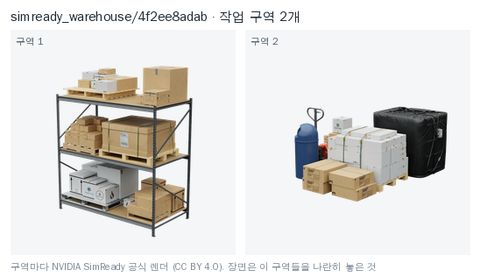 simready_warehouse/4f2ee8adab · 작업 구역 2개
구역 1
구역 2
구역마다 NVIDIA SimReady 공식 렌더 (CC BY 4.0). 장면은 이 구역들을 나란히 놓은 것